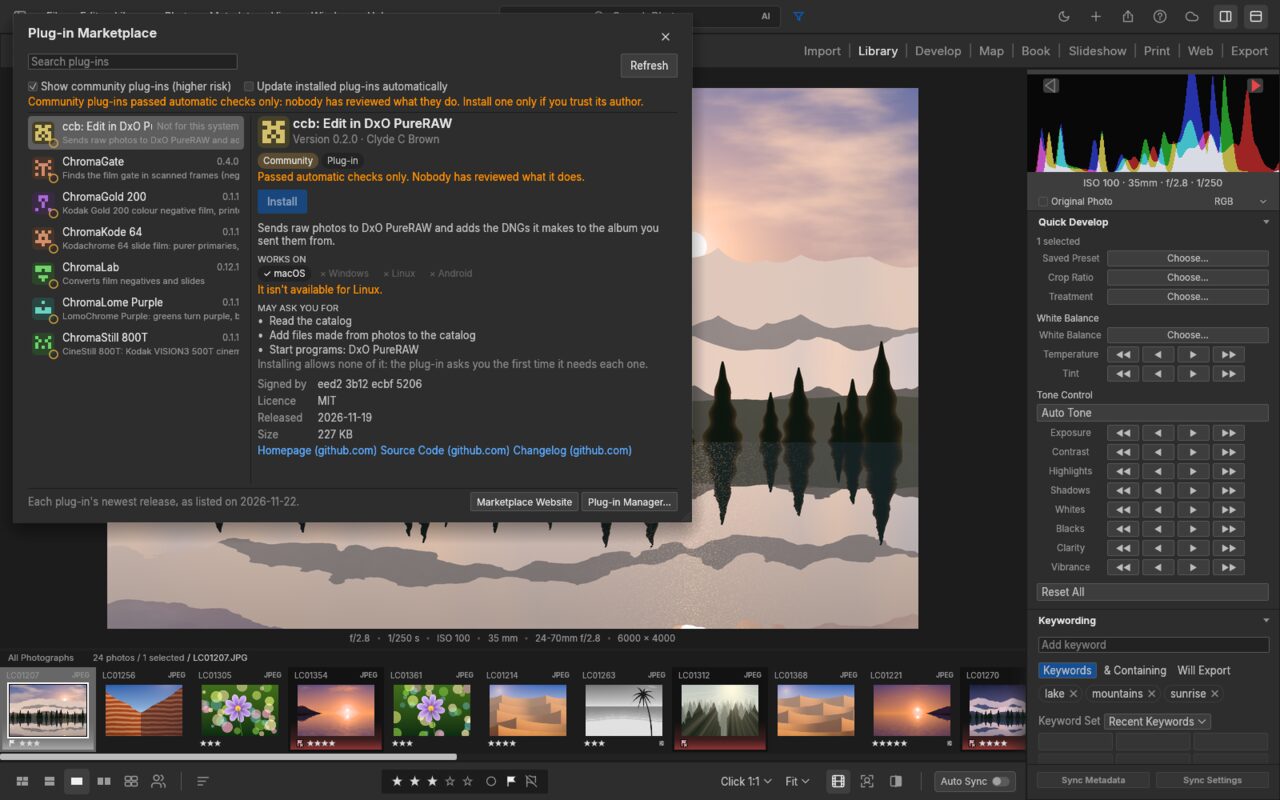 Plug-in Marketplace
AI
Search plug-ins
Refresh
Import Library Develop Map Book Slideshow Print Web Export
Show community plug-ins (higher risk) Update installed plug-ins automatically
Community plug-ins passed automatic checks only: nobody has reviewed what they do. Install one only if you trust its author.
ccb: Edit in DxO P Not for this system
Sends raw photos to DxO PureRAW and
ChromaGate 0.4.0
Finds the film gate in scanned frames (neg
ChromaGold 200 0.1.1
Kodak Gold 200 colour negative film,
ChromaKode 64 0.1.1
Kodachrome 64 slide film: purer primaries,
ChromaLab 0.12.1
Converts film negatives and slides
ChromaLome Purple 0.1.1
LomoChrome Purple: greens turn purple,
ChromaStill 800T 0.1.1
CineStill 800T: Kodak VISION3 500T
ccb: Edit in DxO PureRAW
Version 0.2.0 · Clyde C Brown
Community Plug-in
Passed automatic checks only. Nobody has reviewed what it does.
Install
Sends raw photos to DxO PureRAW and adds the DNGs it makes to the album you
sent them from.
WORKS ON
✓ macOS × Windows × Linux × Android
It isn't available for Linux.
MAY ASK YOU FOR
• Read the catalog
• Add files made from photos to the catalog
• Start programs: DxO PureRAW
Installing allows none of it: the plug-in asks you the first time it needs each one.
Signed by eed2 3b12 ecbf 5206
Licence MIT
Released 2026-11-19
Size 227 KB
Homepage (github.com) Source Code (github.com) Changelog (github.com)
Each plug-in's newest release, as listed on 2026-11-22.
Marketplace Website Plug-in Manager...
ISO 100 · 35mm · f/2.8 · 1/250
Original Photo RGB
Quick Develop
1 selected
Saved Preset Choose...
Crop Ratio Choose...
Treatment Choose...
White Balance
White Balance Choose...
Temperature
Tint
Tone Control
Auto Tone
Exposure
Contrast
Highlights
Shadows
Whites
Blacks
Clarity
Vibrance
Reset All
Keywording
Add keyword
Keywords & Containing Will Export
lake × mountains × sunrise ×
Keyword Set Recent Keywords
Sync Metadata Sync Settings
f/2.8 · 1/250 s · ISO 100 · 35 mm · 24-70mm f/2.8 · 6000 × 4000
All Photographs 24 photos / 1 selected / LC01207.JPG
LC01207 JPEG LC01256 JPEG LC01305 JPEG LC01354 JPEG LC01361 JPEG LC01214 JPEG LC01263 JPEG LC01312 JPEG LC01368 JPEG LC01221 JPEG LC01270 JPEG
Click 1:1 Fit Auto Sync